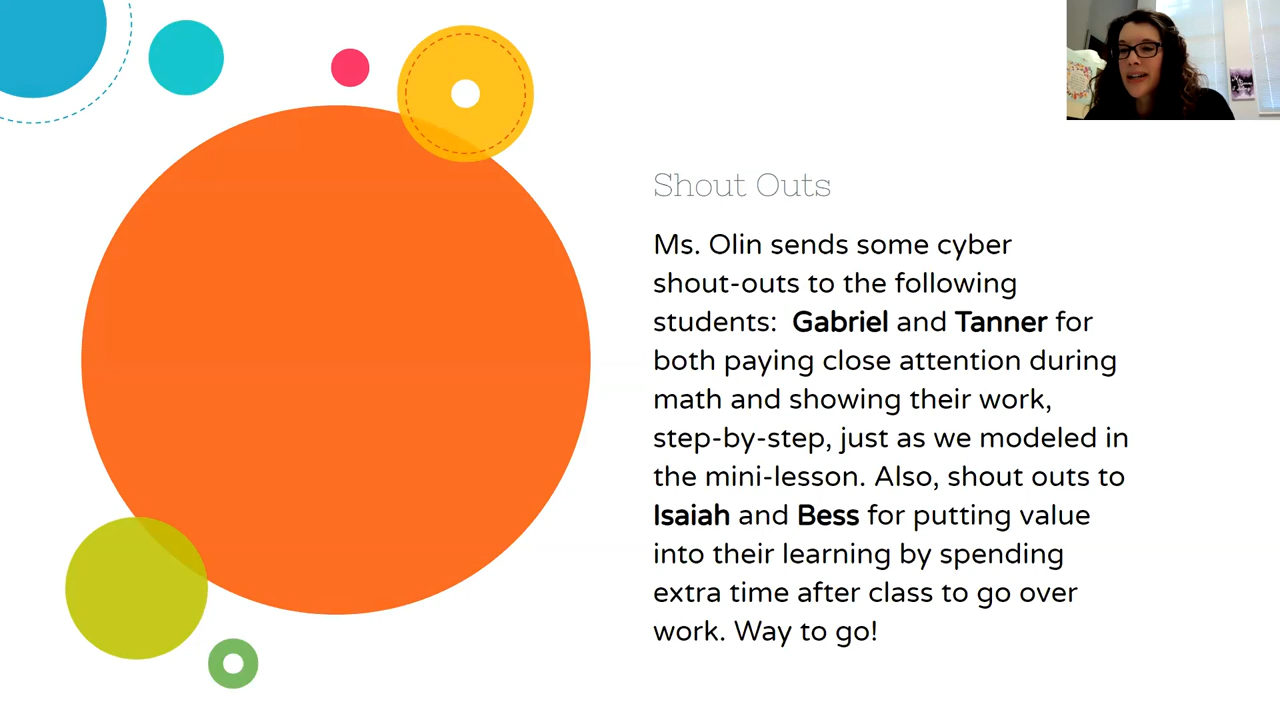 Shout Outs
Ms. Olin sends some cyber
shout-outs to the following
students:  Gabriel and Tanner for
both paying close attention during
math and showing their work,
step-by-step, just as we modeled in
the mini-lesson. Also, shout outs to
Isaiah and Bess for putting value
into their learning by spending
extra time after class to go over
work. Way to go!